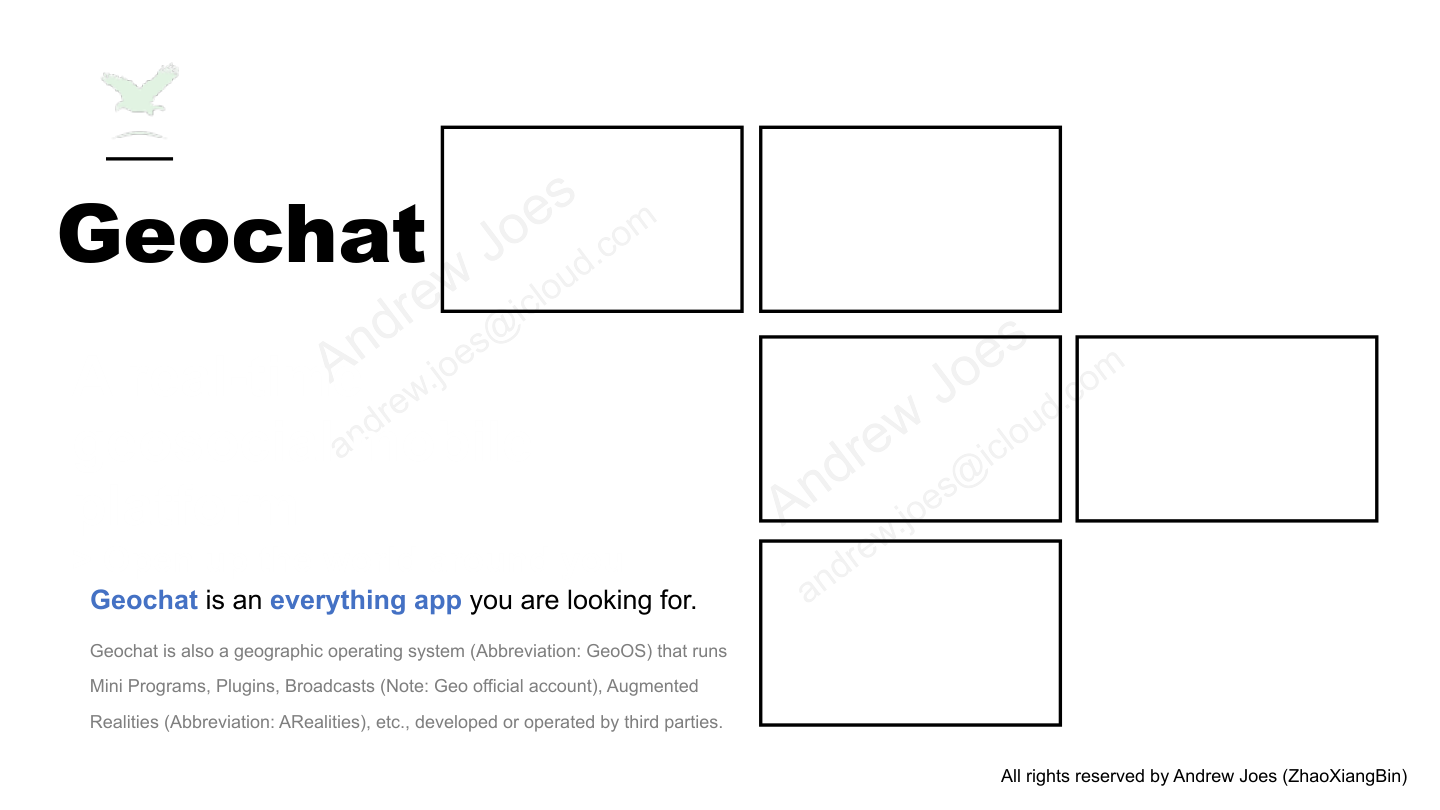 Geochat
Andrew Joes
andrew.joes@icloud.com
Andrew Joes
andrew.joes@icloud.com
Geochat is an everything app you are looking for.
Geochat is also a geographic operating system (Abbreviation: GeoOS) that runs
Mini Programs, Plugins, Broadcasts (Note: Geo official account), Augmented
Realities (Abbreviation: ARealities), etc., developed or operated by third parties.
All rights reserved by Andrew Joes (ZhaoXiangBin)